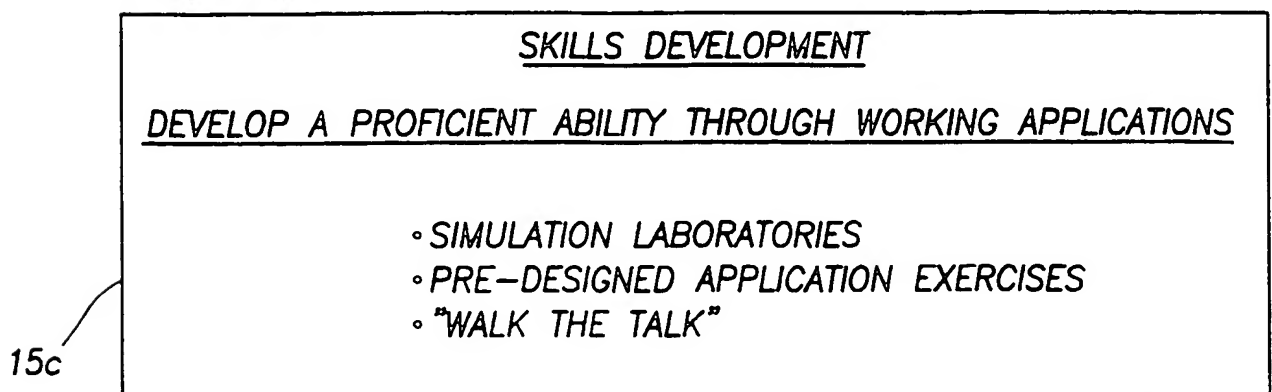 SKILLS DEVELOPMENT
DEVELOP A PROFICIENT ABILITY THROUGH WORKING APPLICATIONS
° SIMULATION LABORATORIES
° PRE-DESIGNED APPLICATION EXERCISES
° "WALK THE TALK"
15c